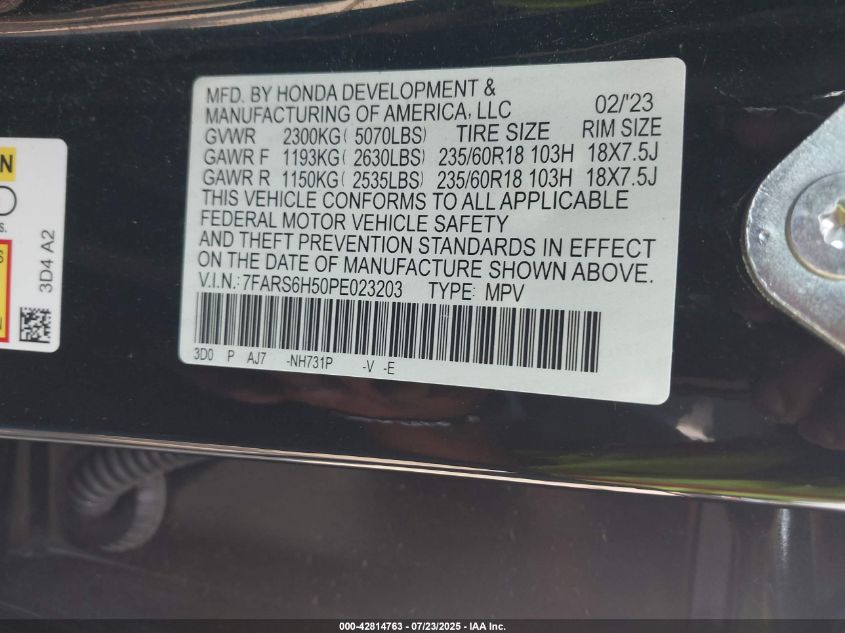 MFD. BY HONDA DEVELOPMENT &
MANUFACTURING OF AMERICA, LLC 02/'23
GVWR 2300KG( 5070LBS) TIRE SIZE RIM SIZE
GAWR F 1193KG( 2630LBS) 235/60R18 103H 18X7.5J
GAWR R 1150KG( 2535LBS) 235/60R18 103H 18X7.5J
THIS VEHICLE CONFORMS TO ALL APPLICABLE
FEDERAL MOTOR VEHICLE SAFETY
AND THEFT PREVENTION STANDARDS IN EFFECT
ON THE DATE OF MANUFACTURE SHOWN ABOVE.
V.I.N.: 7FARS6H50PE023203 TYPE: MPV
3D0 P AJ7 -NH731P -V -E
3D4 A2
000-42814763 / 07/23/2025 - IAA Inc.